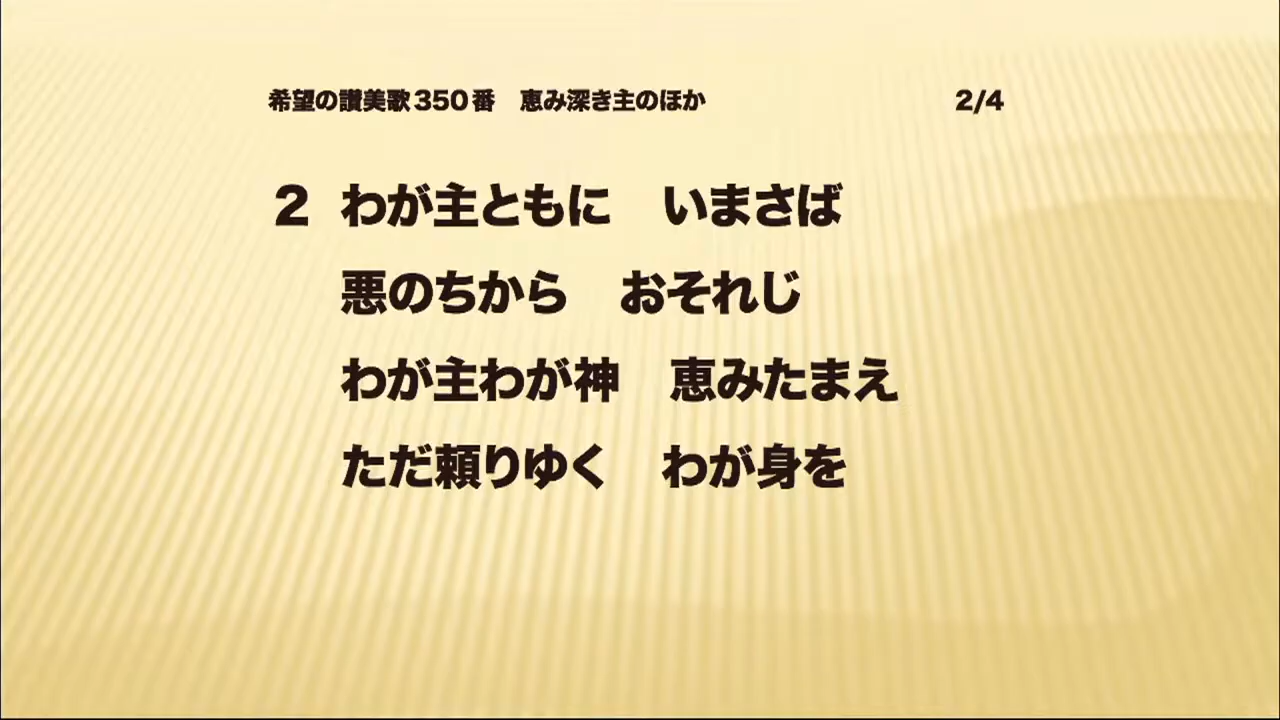 希望の讃美歌350番　恵み深き主のほか　2/4
2　わが主ともに　いまさば
悪のちから　おそれじ
わが主わが神　恵みたまえ
ただ頼りゆく　わが身を